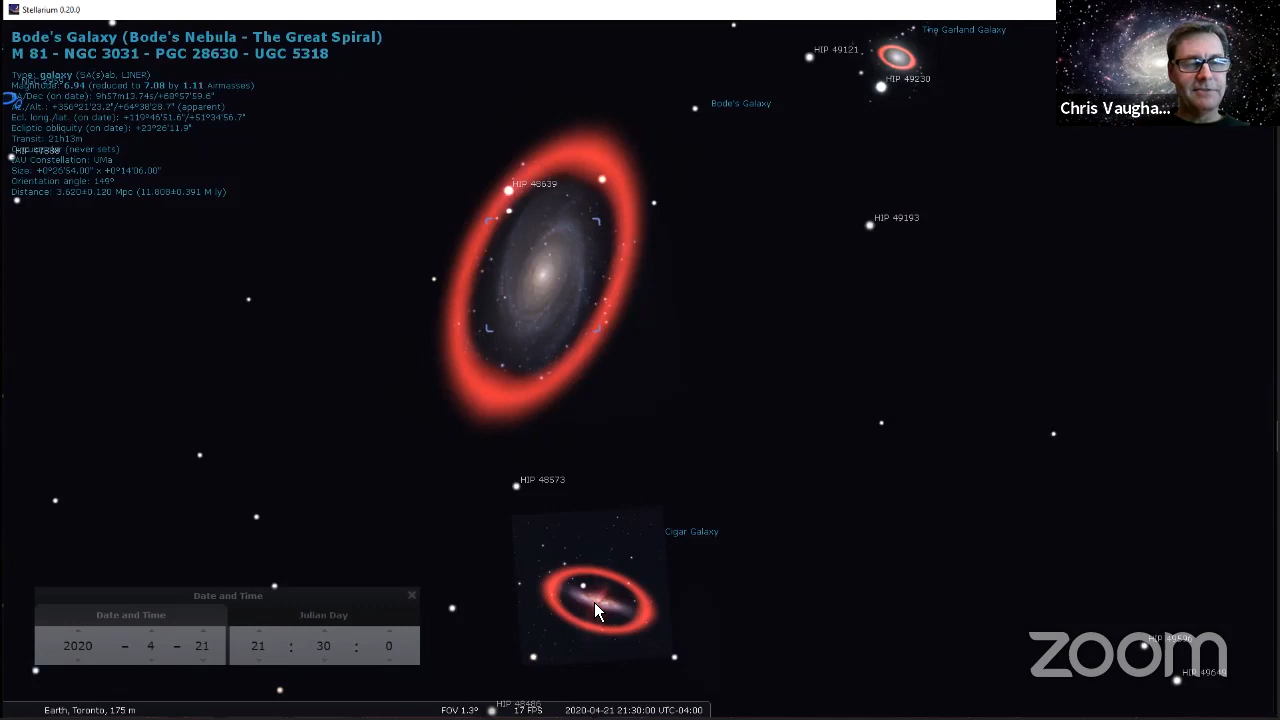 Stellarium 0.20.0
Bode's Galaxy (Bode's Nebula - The Great Spiral)
M 81 - NGC 3031 - PGC 28630 - UGC 5318
Type: galaxy (SA(s)ab, LINER)
Magnitude: 6.94 (reduced to 7.08 by 1.11 Airmasses)
RA/Dec (on date): 9h57m13.74s/+68°57'59.6"
Az./Alt.: +356°21'23.2"/+64°38'28.7" (apparent)
Ecl. long./lat. (on date): +119°46'51.6"/+51°34'56.7"
Ecliptic obliquity (on date): +23°26'11.9"
Transit: 21h13m
(never sets)
IAU Constellation: UMa
Size: +0°26'54.00" x +0°14'06.00"
Orientation angle: 149°
Distance: 3.620±0.120 Mpc (11.808±0.391 M ly)
The Garland Galaxy
HIP 49121
HIP 49230
Bode's Galaxy
Chris Vaugha...
HIP 48639
HIP 49193
HIP 48573
Cigar Galaxy
Date and Time
Date and Time
Julian Day
2020 - 4 - 21
21 : 30 : 0
zoom
HIP 49596
HIP 49649
HIP 48486
Earth, Toronto, 175 m
FOV 1.3°
17 FPS
2020-04-21 21:30:00 UTC-04:00